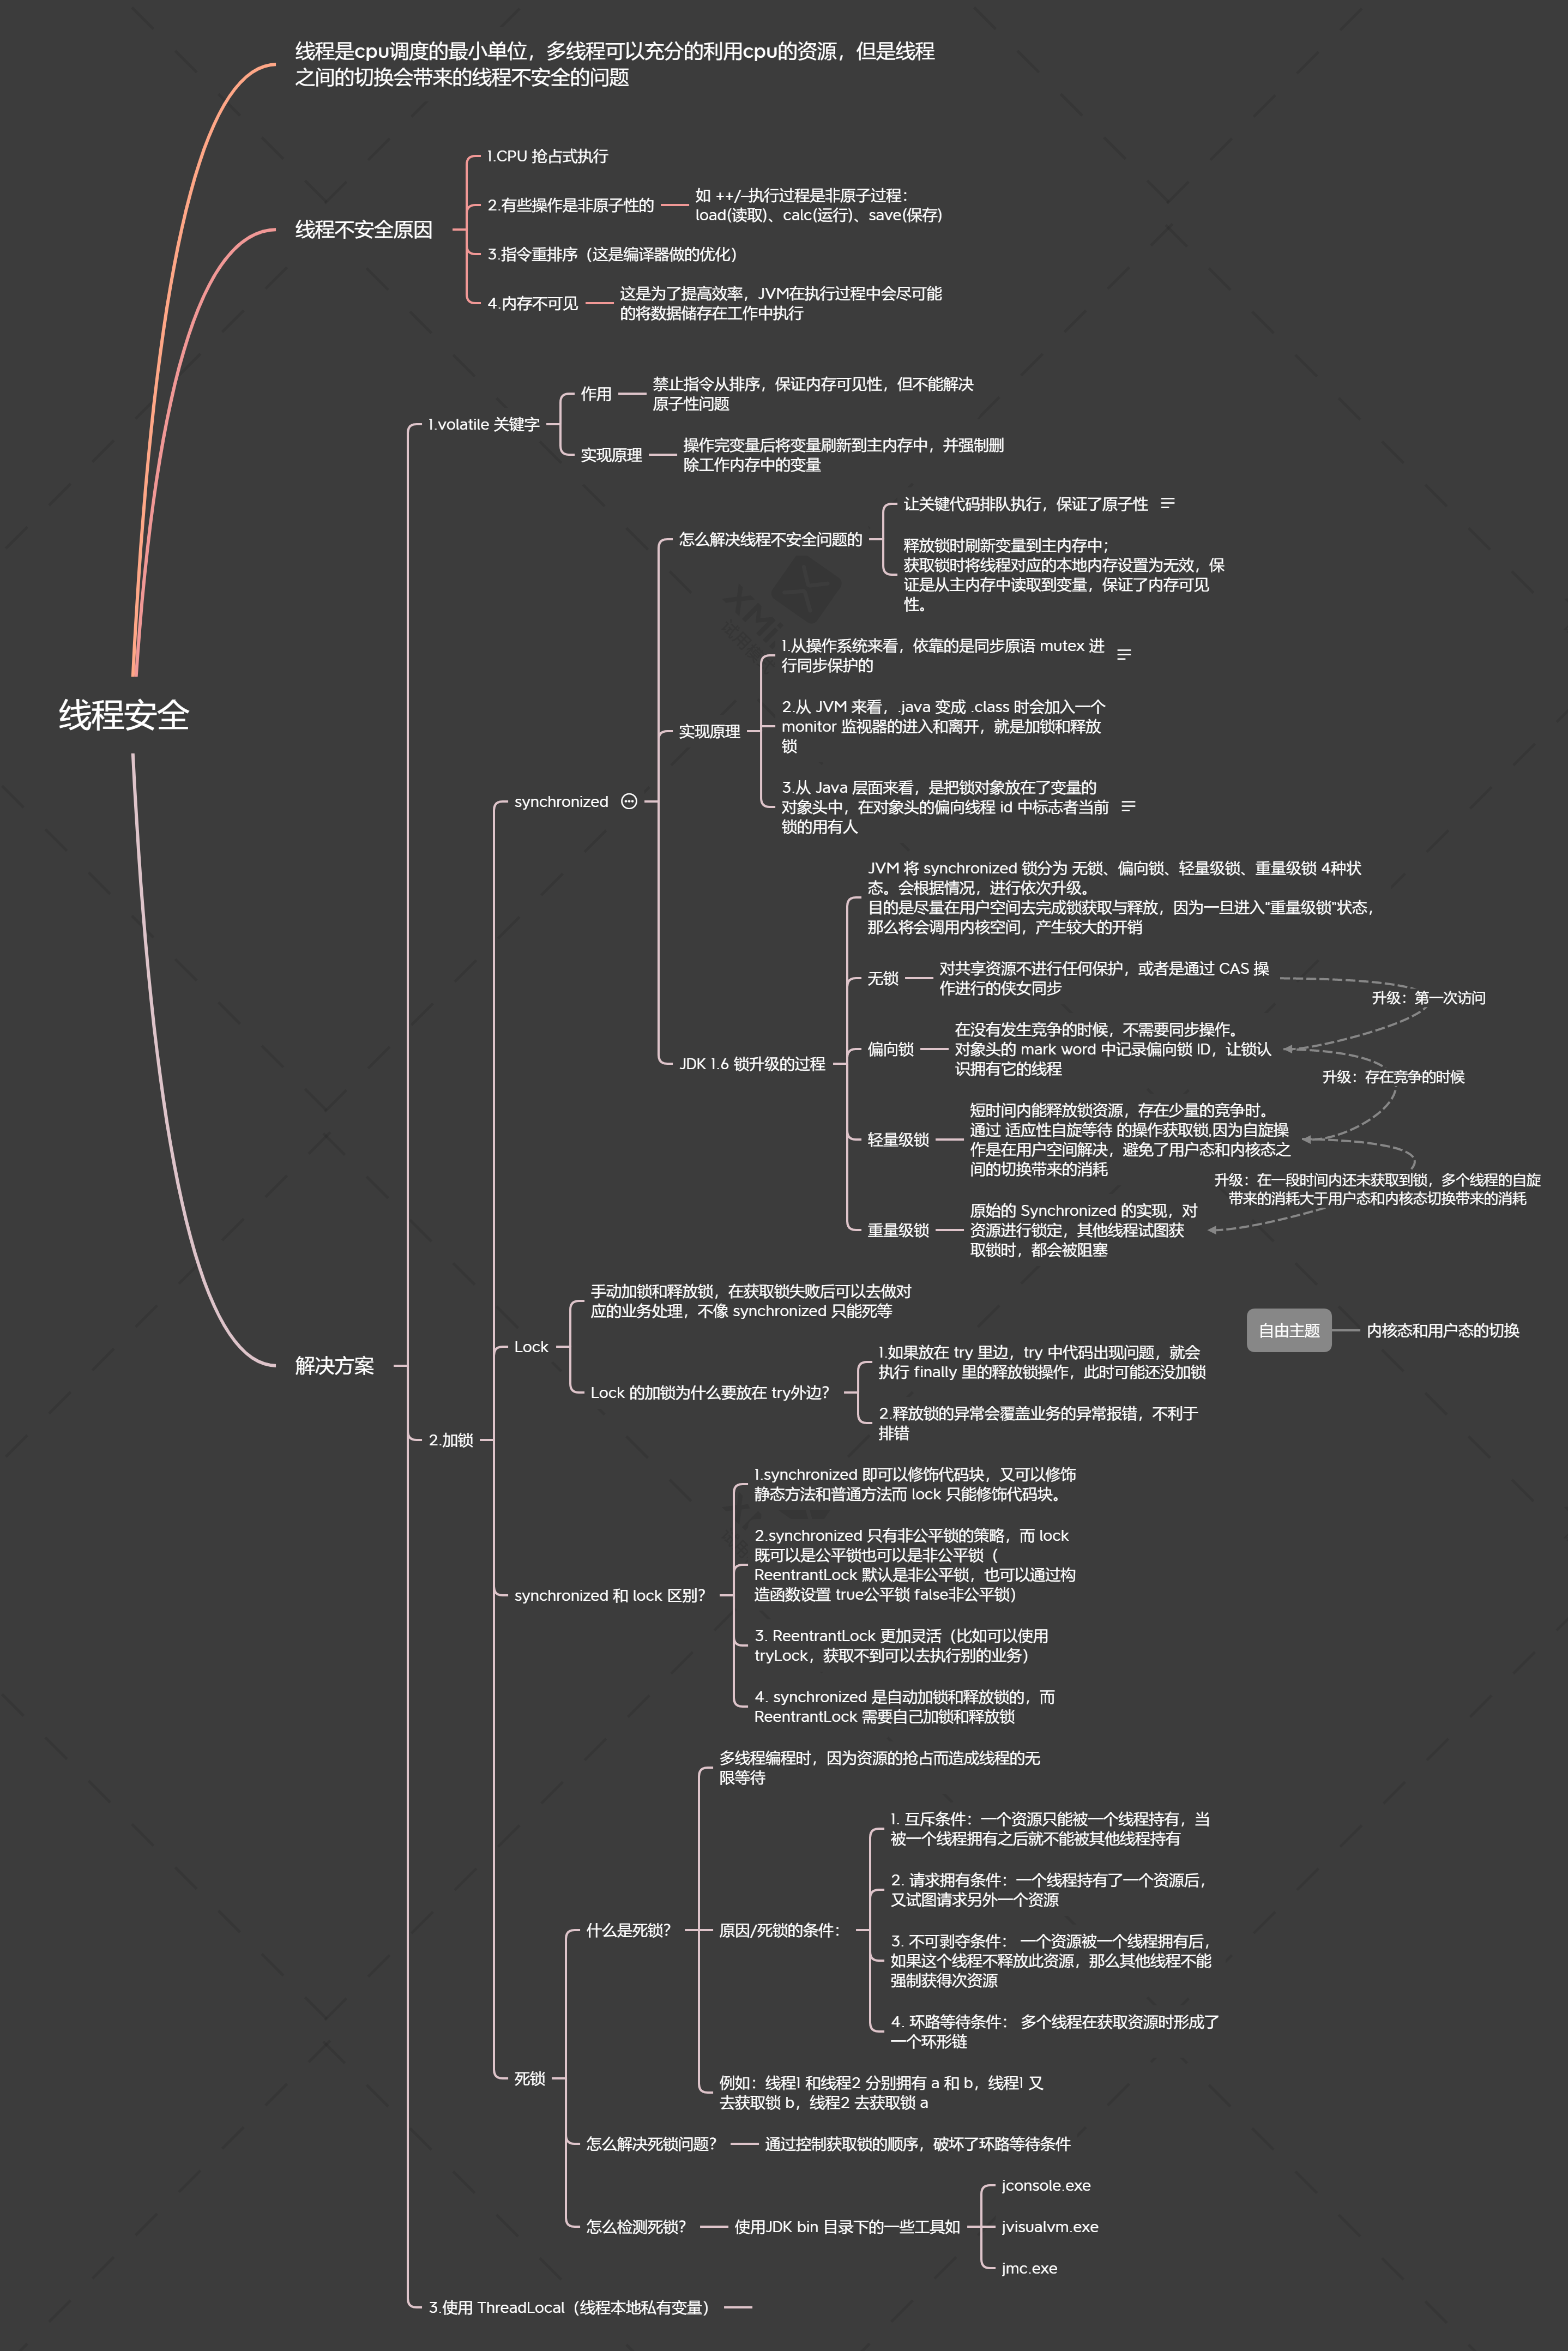 线程是cpu调度的最小单位，多线程可以充分的利用cpu的资源，但是线程
之间的切换会带来的线程不安全的问题
线程不安全原因
1.CPU 抢占式执行
2.有些操作是非原子性的
如 ++/--执行过程是非原子过程：
load(读取)、calc(运行)、save(保存)
3.指令重排序（这是编译器做的优化）
4.内存不可见
这是为了提高效率，JVM在执行过程中会尽可能
的将数据储存在工作中执行
线程安全
解决方案
1.volatile 关键字
作用
禁止指令从排序，保证内存可见性，但不能解决
原子性问题
实现原理
操作完变量后将变量刷新到主内存中，并强制删
除工作内存中的变量
2.加锁
synchronized
怎么解决线程不安全问题的
让关键代码排队执行，保证了原子性
释放锁时刷新变量到主内存中；
获取锁时将线程对应的本地内存设置为无效，保
证是从主内存中读取到变量，保证了内存可见
性。
实现原理
1.从操作系统来看，依靠的是同步原语 mutex 进
行同步保护的
2.从 JVM 来看，.java 变成 .class 时会加入一个
monitor 监视器的进入和离开，就是加锁和释放
锁
3.从 Java 层面来看，是把锁对象放在了变量的
对象头中，在对象头的偏向线程 id 中标志者当前
锁的用有人
JDK 1.6 锁升级的过程
JVM 将 synchronized 锁分为 无锁、偏向锁、轻量级锁、重量级锁 4种状
态。会根据情况，进行依次升级。
目的是尽量在用户空间去完成锁获取与释放，因为一旦进入"重量级锁"状态，
那么将会调用内核空间，产生较大的开销
无锁
对共享资源不进行任何保护，或者是通过 CAS 操
作进行的侠女同步
升级：第一次访问
偏向锁
在没有发生竞争的时候，不需要同步操作。
对象头的 mark word 中记录偏向锁 ID，让锁认
识拥有它的线程
升级：存在竞争的时候
轻量级锁
短时间内能释放锁资源，存在少量的竞争时。
通过 适应性自旋等待 的操作获取锁,因为自旋操
作是在用户空间解决，避免了用户态和内核态之
间的切换带来的消耗
升级：在一段时间内还未获取到锁，多个线程的自旋
带来的消耗大于用户态和内核态切换带来的消耗
重量级锁
原始的 Synchronized 的实现，对
资源进行锁定，其他线程试图获
取锁时，都会被阻塞
Lock
手动加锁和释放锁，在获取锁失败后可以去做对
应的业务处理，不像 synchronized 只能死等
Lock 的加锁为什么要放在 try外边？
1.如果放在 try 里边，try 中代码出现问题，就会
执行 finally 里的释放锁操作，此时可能还没加锁
2.释放锁的异常会覆盖业务的异常报错，不利于
排错
自由主题
内核态和用户态的切换
synchronized 和 lock 区别？
1.synchronized 即可以修饰代码块，又可以修饰
静态方法和普通方法而 lock 只能修饰代码块。
2.synchronized 只有非公平锁的策略，而 lock
既可以是公平锁也可以是非公平锁（
ReentrantLock 默认是非公平锁，也可以通过构
造函数设置 true公平锁 false非公平锁）
3. ReentrantLock 更加灵活（比如可以使用
tryLock，获取不到可以去执行别的业务）
4. synchronized 是自动加锁和释放锁的，而
ReentrantLock 需要自己加锁和释放锁
死锁
什么是死锁？
多线程编程时，因为资源的抢占而造成线程的无
限等待
原因/死锁的条件：
1. 互斥条件：一个资源只能被一个线程持有，当
被一个线程拥有之后就不能被其他线程持有
2. 请求拥有条件：一个线程持有了一个资源后，
又试图请求另外一个资源
3. 不可剥夺条件： 一个资源被一个线程拥有后，
如果这个线程不释放此资源，那么其他线程不能
强制获得次资源
4. 环路等待条件： 多个线程在获取资源时形成了
一个环形链
例如：线程1 和线程2 分别拥有 a 和 b，线程1 又
去获取锁 b，线程2 去获取锁 a
怎么解决死锁问题？
通过控制获取锁的顺序，破坏了环路等待条件
怎么检测死锁？
使用JDK bin 目录下的一些工具如
jconsole.exe
jvisualvm.exe
jmc.exe
3.使用 ThreadLocal（线程本地私有变量）